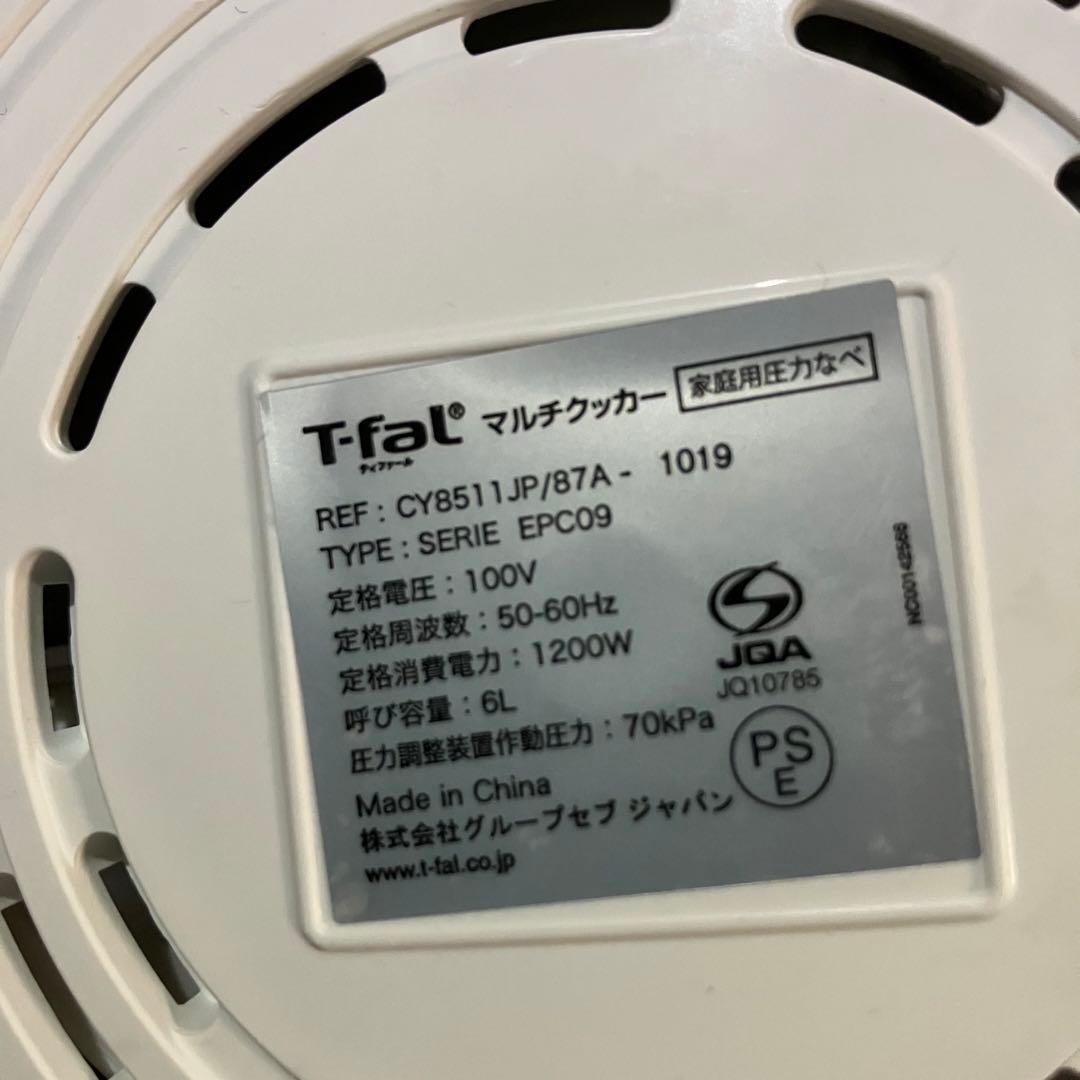 T-fal® マルチクッカー 家庭用圧力なべ
ティファール
REF : CY8511JP/87A - 1019
TYPE : SERIE EPC09
定格電圧 : 100V
定格周波数 : 50-60Hz
定格消費電力 : 1200W
呼び容量 : 6L
圧力調整装置作動圧力 : 70kPa
Made in China
株式会社グループセブ ジャパン
www.t-fal.co.jp
JQA
JQ10785
PS
E
NC00142566